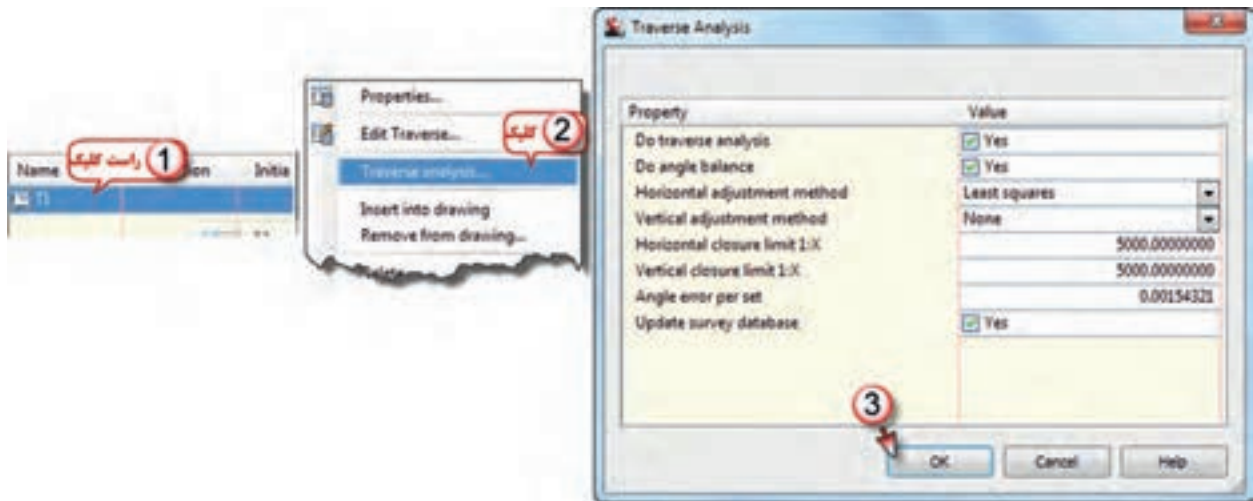 Name
Initia
1 راست کلیک
Properties...
Edit Traverse...
2 کلیک
Traverse analysis...
Insert into drawing
Remove from drawing...
Traverse Analysis
Property Value
Do traverse analysis Yes
Do angle balance Yes
Horizontal adjustment method Least squares
Vertical adjustment method None
Horizontal closure limit 1:X 5000.00000000
Vertical closure limit 1:X 5000.00000000
Angle error per set 0.00154321
Update survey database Yes
3
OK Cancel Help